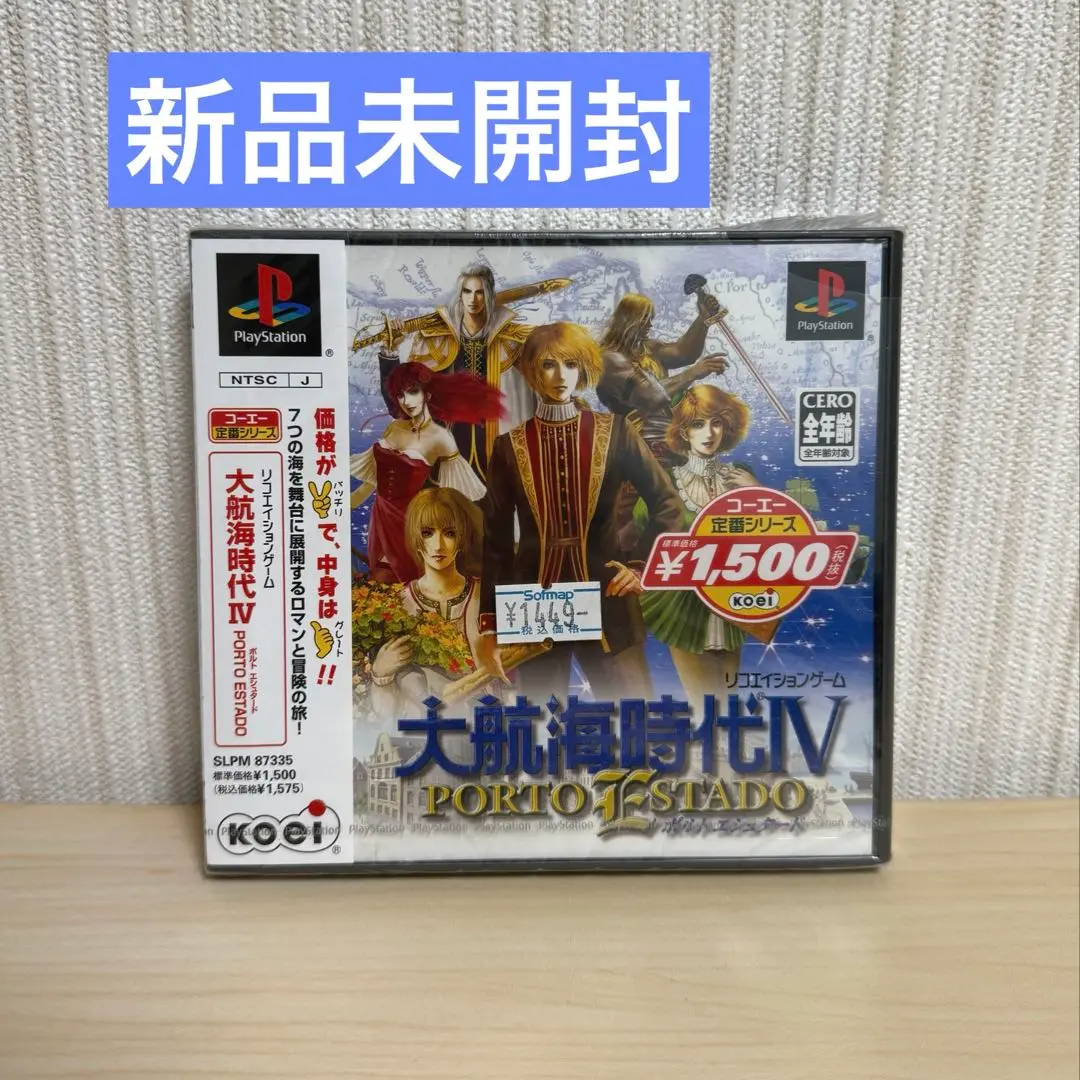 新品未開封
PlayStation
®
NTSC J
コーエー
定番シリーズ
価格がバッチリで、中身はグレート!!
7つの海を舞台に展開するロマンと冒険の旅!
リコエイションゲーム
大航海時代Ⅳ PORTO ESTADO
ポルト エシュタード
SLPM 87335
標準価格¥1,500
(税込価格¥1,575)
koei
®
PlayStation
®
C.Porto
CERO
全年齢
全年齢対象
コーエー
定番シリーズ
標準価格
¥1,500(税抜)
koei
Sofmap
¥1449-
税込価格
リコエイションゲーム
大航海時代®Ⅳ
PORTO ESTADO
ポルト エシュタード
PlayStation PlayStation PlayStation PlayStation PlayStation